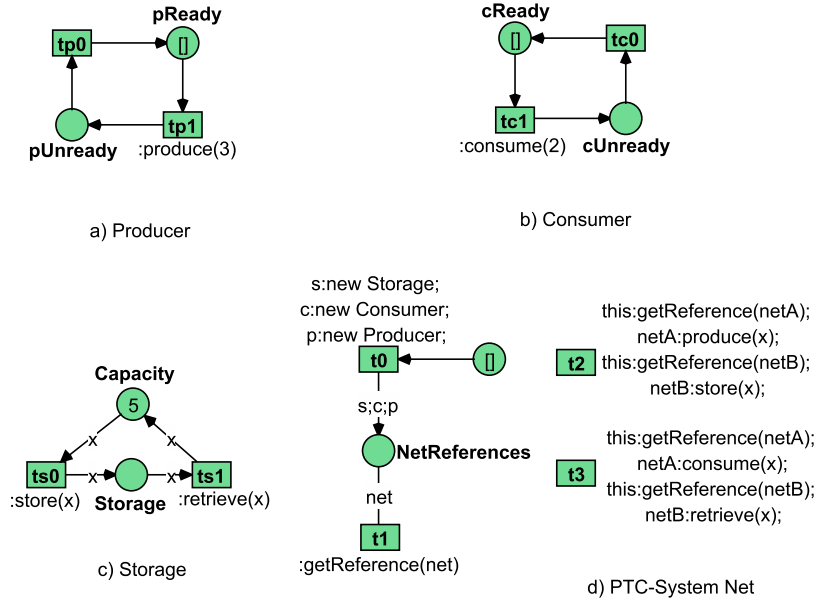 pReady
tp0
[]
tp1
pUnready
:produce(3)
a) Producer
cReady
[]
tc0
tc1
:consume(2)
cUnready
b) Consumer
Capacity
5
x
x
ts0
x
x
ts1
:store(x)
Storage
:retrieve(x)
c) Storage
s:new Storage;
c:new Consumer;
p:new Producer;
t0
[]
s;c;p
NetReferences
net
t1
:getReference(net)
this:getReference(netA);
netA:produce(x);
t2
this:getReference(netB);
netB:store(x);
this:getReference(netA);
netA:consume(x);
t3
this:getReference(netB);
netB:retrieve(x);
d) PTC-System Net